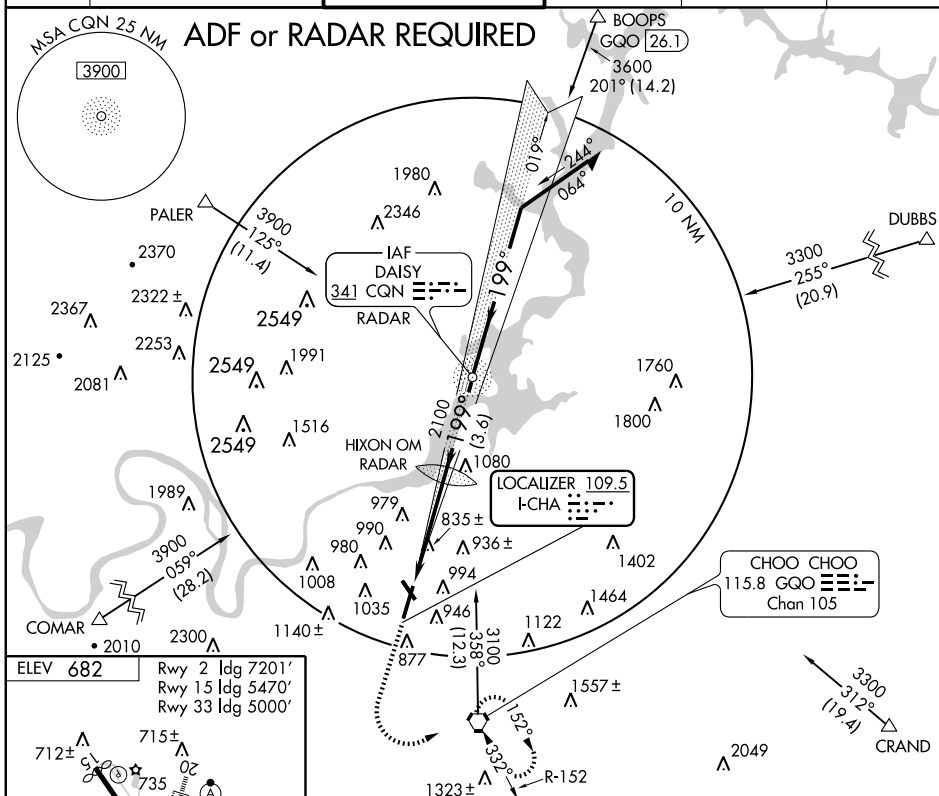 MSA CQN 25 NM
3900
ADF or RADAR REQUIRED
BOOPS
GQO 26.1
3600
201° (14.2)
019°
244°
064°
10 NM
1980
2346
PALER
3900
125°
(11.4)
DUBBS
3300
255°
(20.9)
2370
IAF
DAISY
341 CQN
RADAR
199°
2367
2322 ±
2549
2125
2253
2081
2549
1991
1760
1800
2549
1516
2100
199°
(3.6)
HIXON OM
RADAR
1080
LOCALIZER 109.5
I-CHA
1989
979
990
980
835 ±
936 ±
1402
3900
059°
(28.2)
1008
1035
994
946
1464
CHOO CHOO
115.8 GQO
Chan 105
COMAR
1140 ±
877
3100
358°
(12.3)
1122
2010
2300
ELEV 682
Rwy 2 ldg 7201'
Rwy 15 ldg 5470'
Rwy 33 ldg 5000'
1557 ±
152°
332°
R-152
1323 ±
3300
312°
(19.4)
CRAND
2049
712 ±
715 ±
735
15
20
P
A